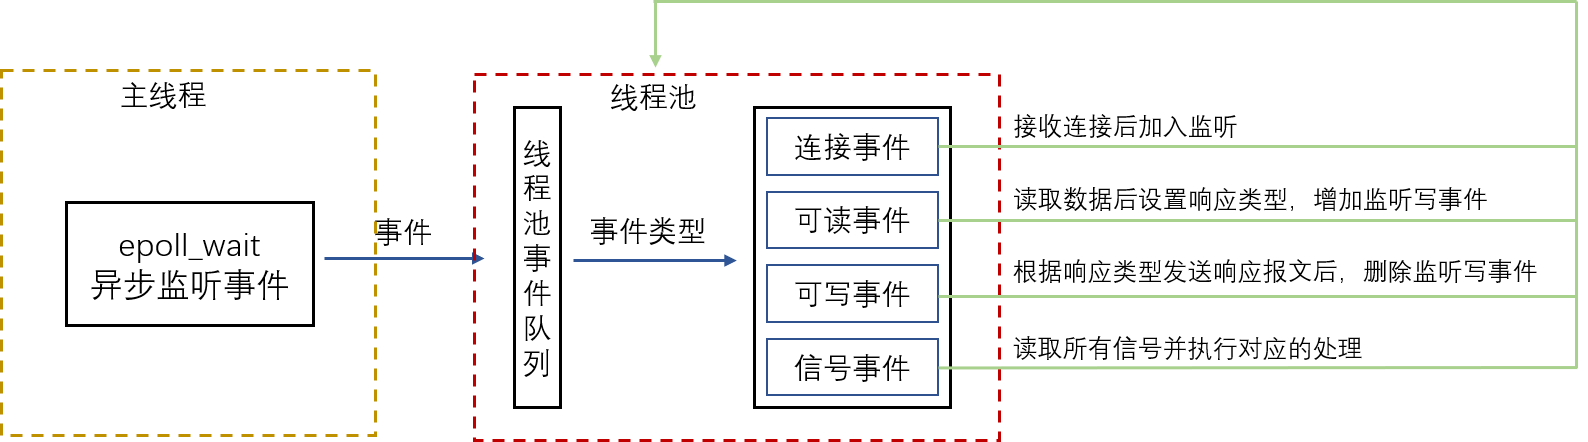 主线程
epoll_wait
异步监听事件
事件
线程池
线程池事件队列
事件类型
连接事件
可读事件
可写事件
信号事件
接收连接后加入监听
读取数据后设置响应类型，增加监听写事件
根据响应类型发送响应报文后，删除监听写事件
读取所有信号并执行对应的处理